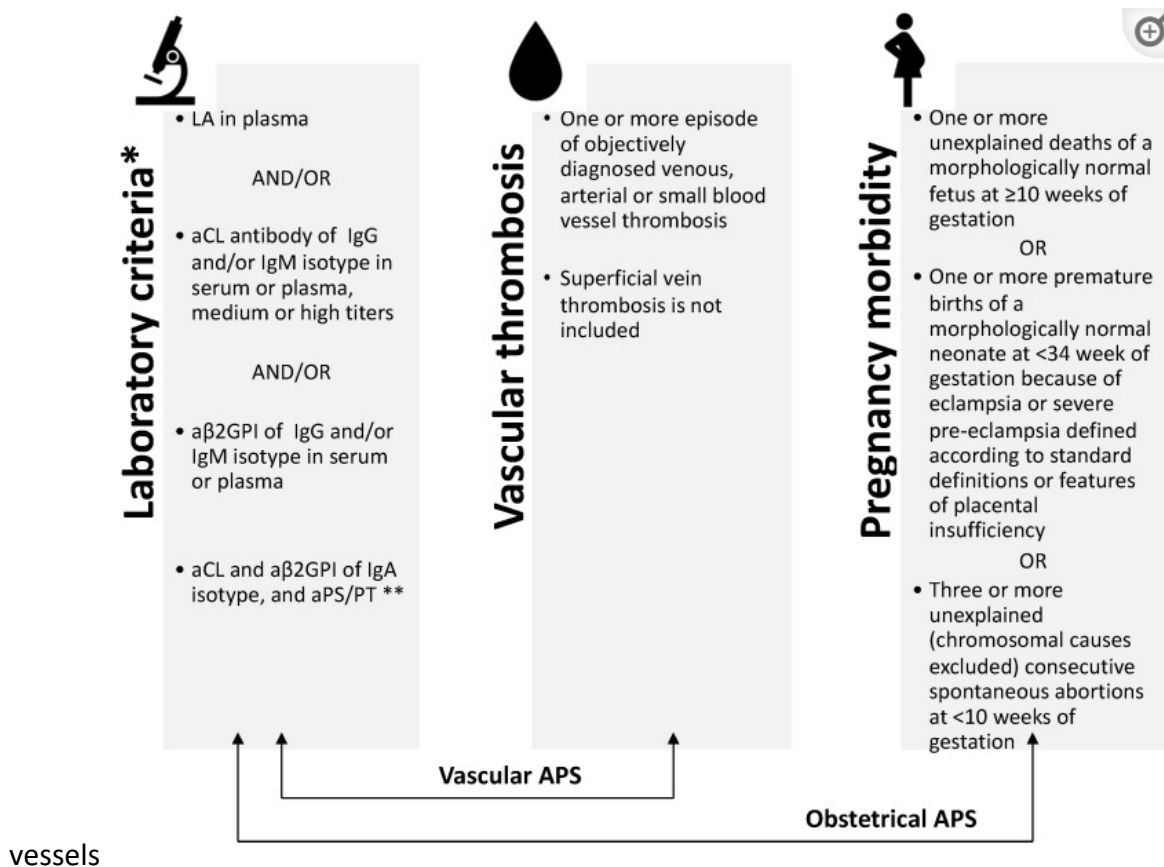 Laboratory criteria*
• LA in plasma
AND/OR
• aCL antibody of IgG
and/or IgM isotype in
serum or plasma,
medium or high titers
AND/OR
• aβ2GPI of IgG and/or
IgM isotype in serum
or plasma
• aCL and aβ2GPI of IgA
isotype, and aPS/PT **
Vascular thrombosis
• One or more episode
of objectively
diagnosed venous,
arterial or small blood
vessel thrombosis
• Superficial vein
thrombosis is not
included
Pregnancy morbidity
• One or more
unexplained deaths of a
morphologically normal
fetus at ≥10 weeks of
gestation
OR
• One or more premature
births of a
morphologically normal
neonate at <34 week of
gestation because of
eclampsia or severe
pre-eclampsia defined
according to standard
definitions or features
of placental
insufficiency
OR
• Three or more
unexplained
(chromosomal causes
excluded) consecutive
spontaneous abortions
at <10 weeks of
gestation
Vascular APS
Obstetrical APS
vessels